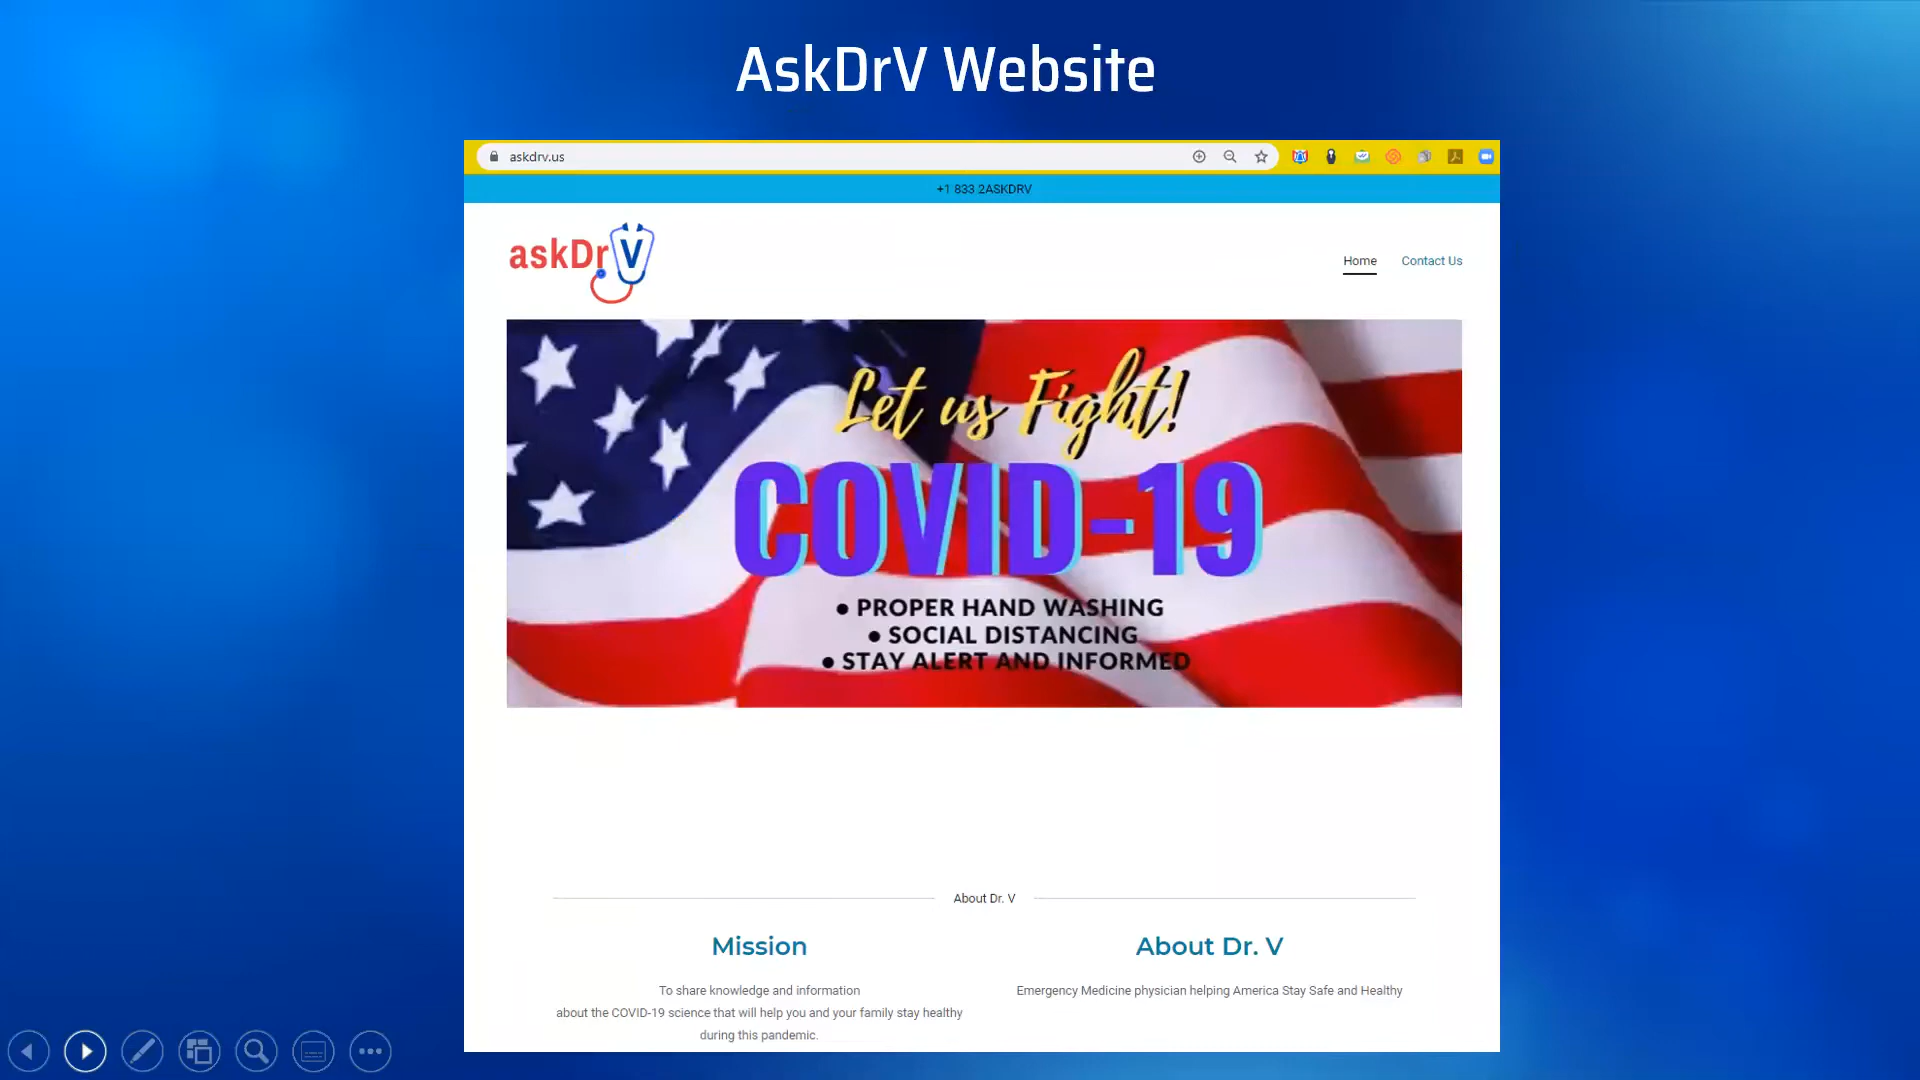 AskDrV Website
askdrv.us
+1 833 2ASKDRV
askDrV
Home
Contact Us
Let us Fight!
COVID-19
• PROPER HAND WASHING
• SOCIAL DISTANCING
• STAY ALERT AND INFORMED
About Dr. V
Mission
To share knowledge and information
about the COVID-19 science that will help you and your family stay healthy
during this pandemic.
About Dr. V
Emergency Medicine physician helping America Stay Safe and Healthy